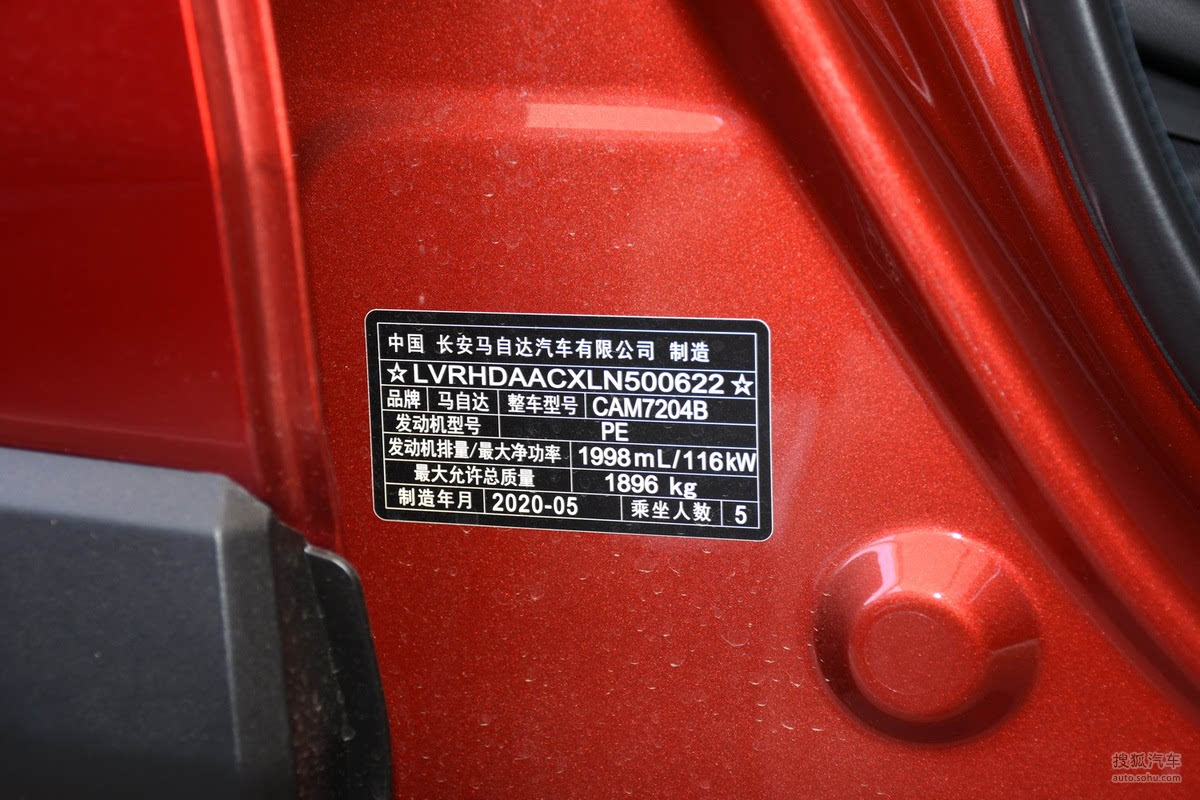 中国 长安马自达汽车有限公司 制造
☆LVRHDAACXLN500622☆
品牌 马自达 整车型号 CAM7204B
发动机型号 PE
发动机排量/最大净功率 1998mL/116kW
最大允许总质量 1896 kg
制造年月 2020-05 乘坐人数 5
搜狐汽车
auto.sohu.com